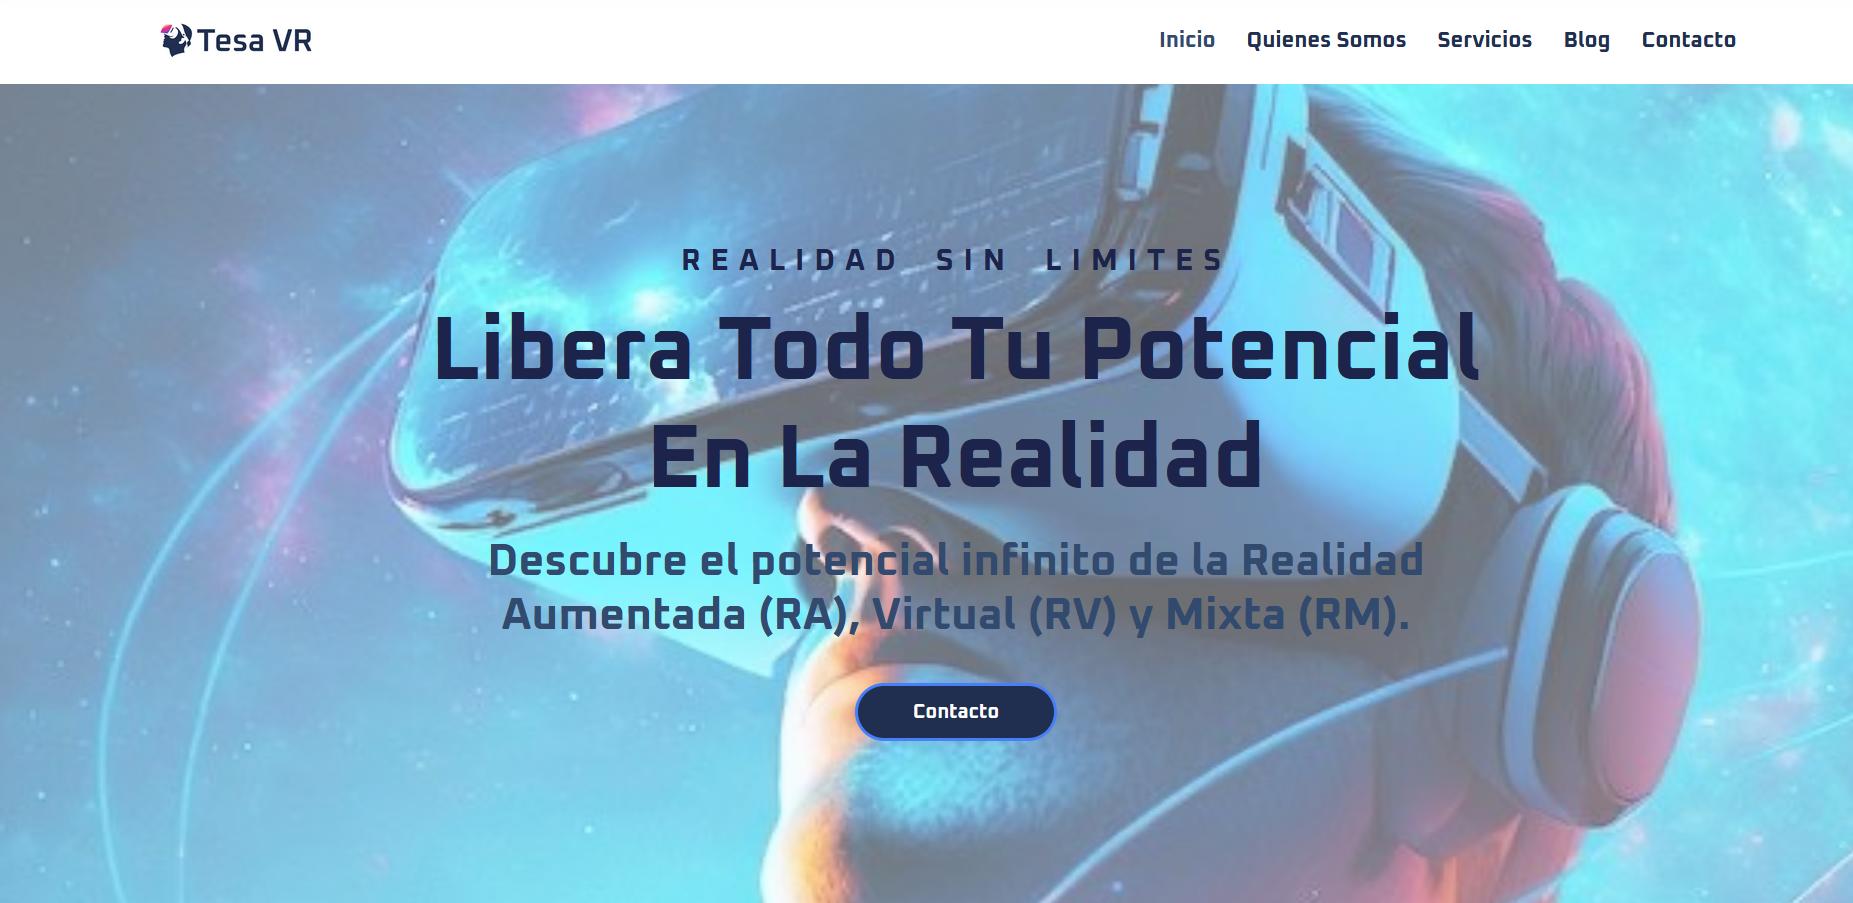 Tesa VR
Inicio Quienes Somos Servicios Blog Contacto
REALIDAD SIN LIMITES
Libera Todo Tu Potencial
En La Realidad
Descubre el potencial infinito de la Realidad
Aumentada (RA), Virtual (RV) y Mixta (RM).
Contacto